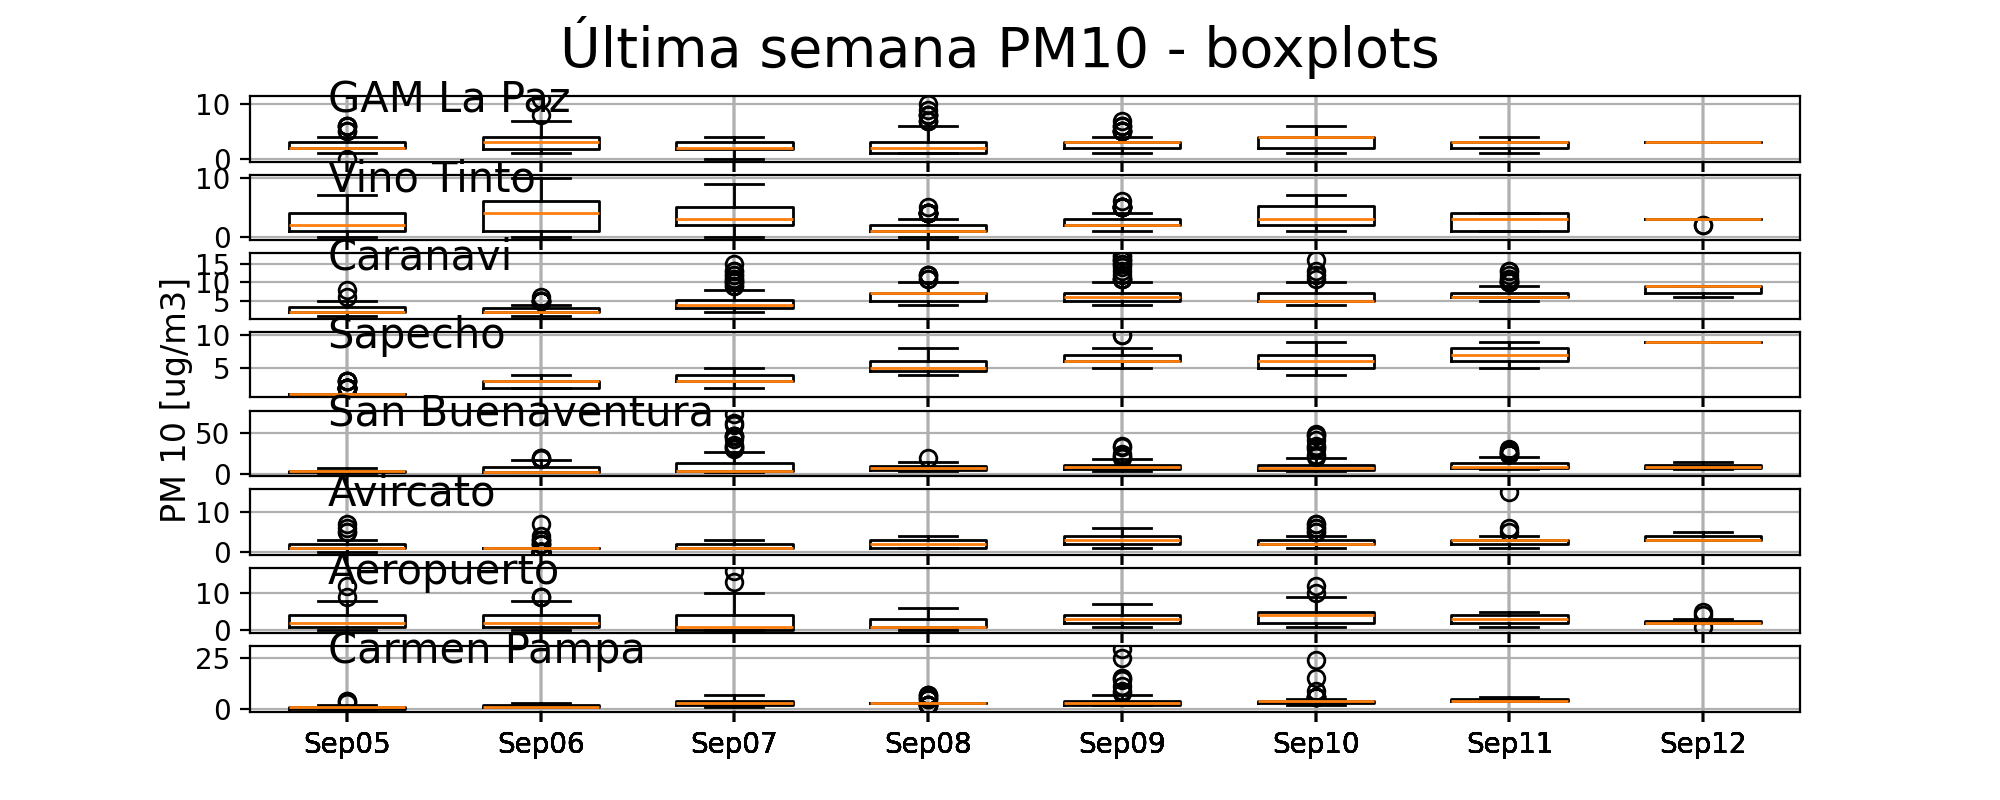 Última semana PM10 - boxplots
GAM La Paz
10
0
Vino Tinto
10
0
Caranavi
15
10
5
Sapecho
10
5
San Buenaventura
50
0
Avircato
10
0
Aeropuerto
10
0
Carmen Pampa
25
0
PM 10 [ug/m3]
Sep05 Sep06 Sep07 Sep08 Sep09 Sep10 Sep11 Sep12